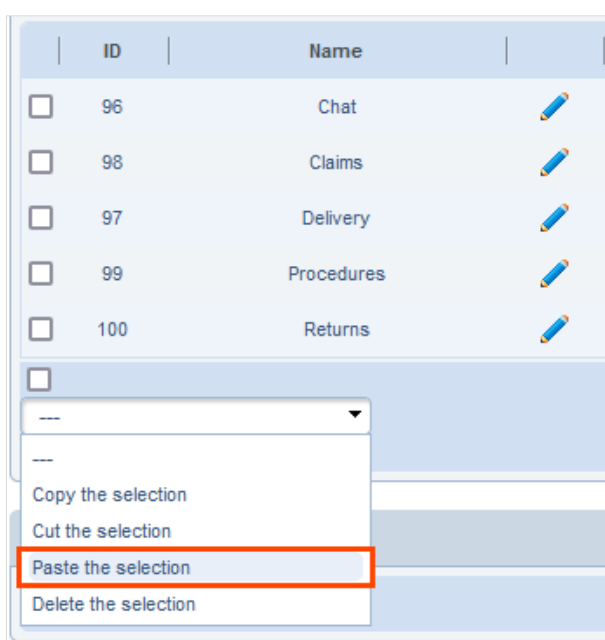 ID Name
96 Chat
98 Claims
97 Delivery
99 Procedures
100 Returns
---
---
Copy the selection
Cut the selection
Paste the selection
Delete the selection